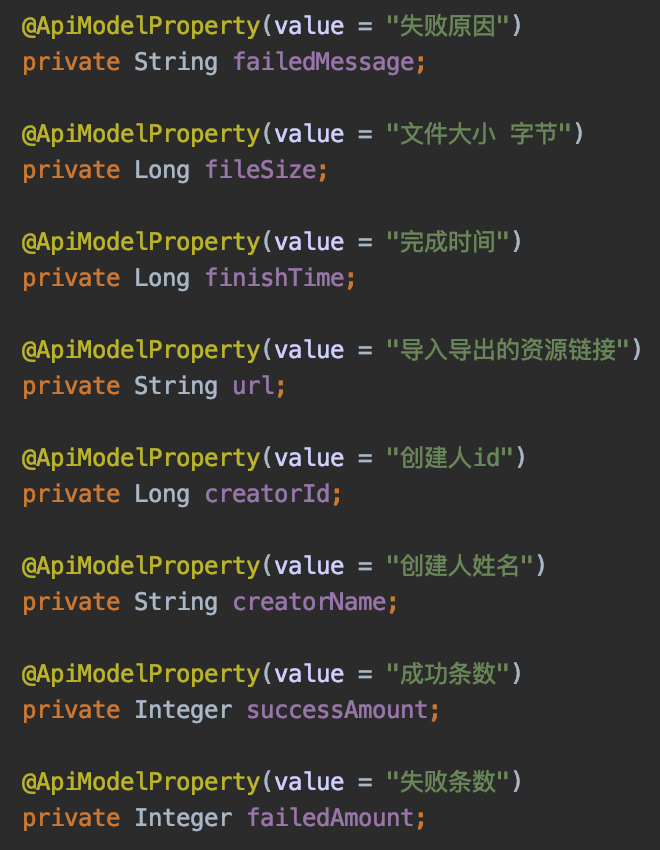 @ApiModelProperty(value = "失败原因")
private String failedMessage;
@ApiModelProperty(value = "文件大小 字节")
private Long fileSize;
@ApiModelProperty(value = "完成时间")
private Long finishTime;
@ApiModelProperty(value = "导入导出的资源链接")
private String url;
@ApiModelProperty(value = "创建人id")
private Long creatorId;
@ApiModelProperty(value = "创建人姓名")
private String creatorName;
@ApiModelProperty(value = "成功条数")
private Integer successAmount;
@ApiModelProperty(value = "失败条数")
private Integer failedAmount;